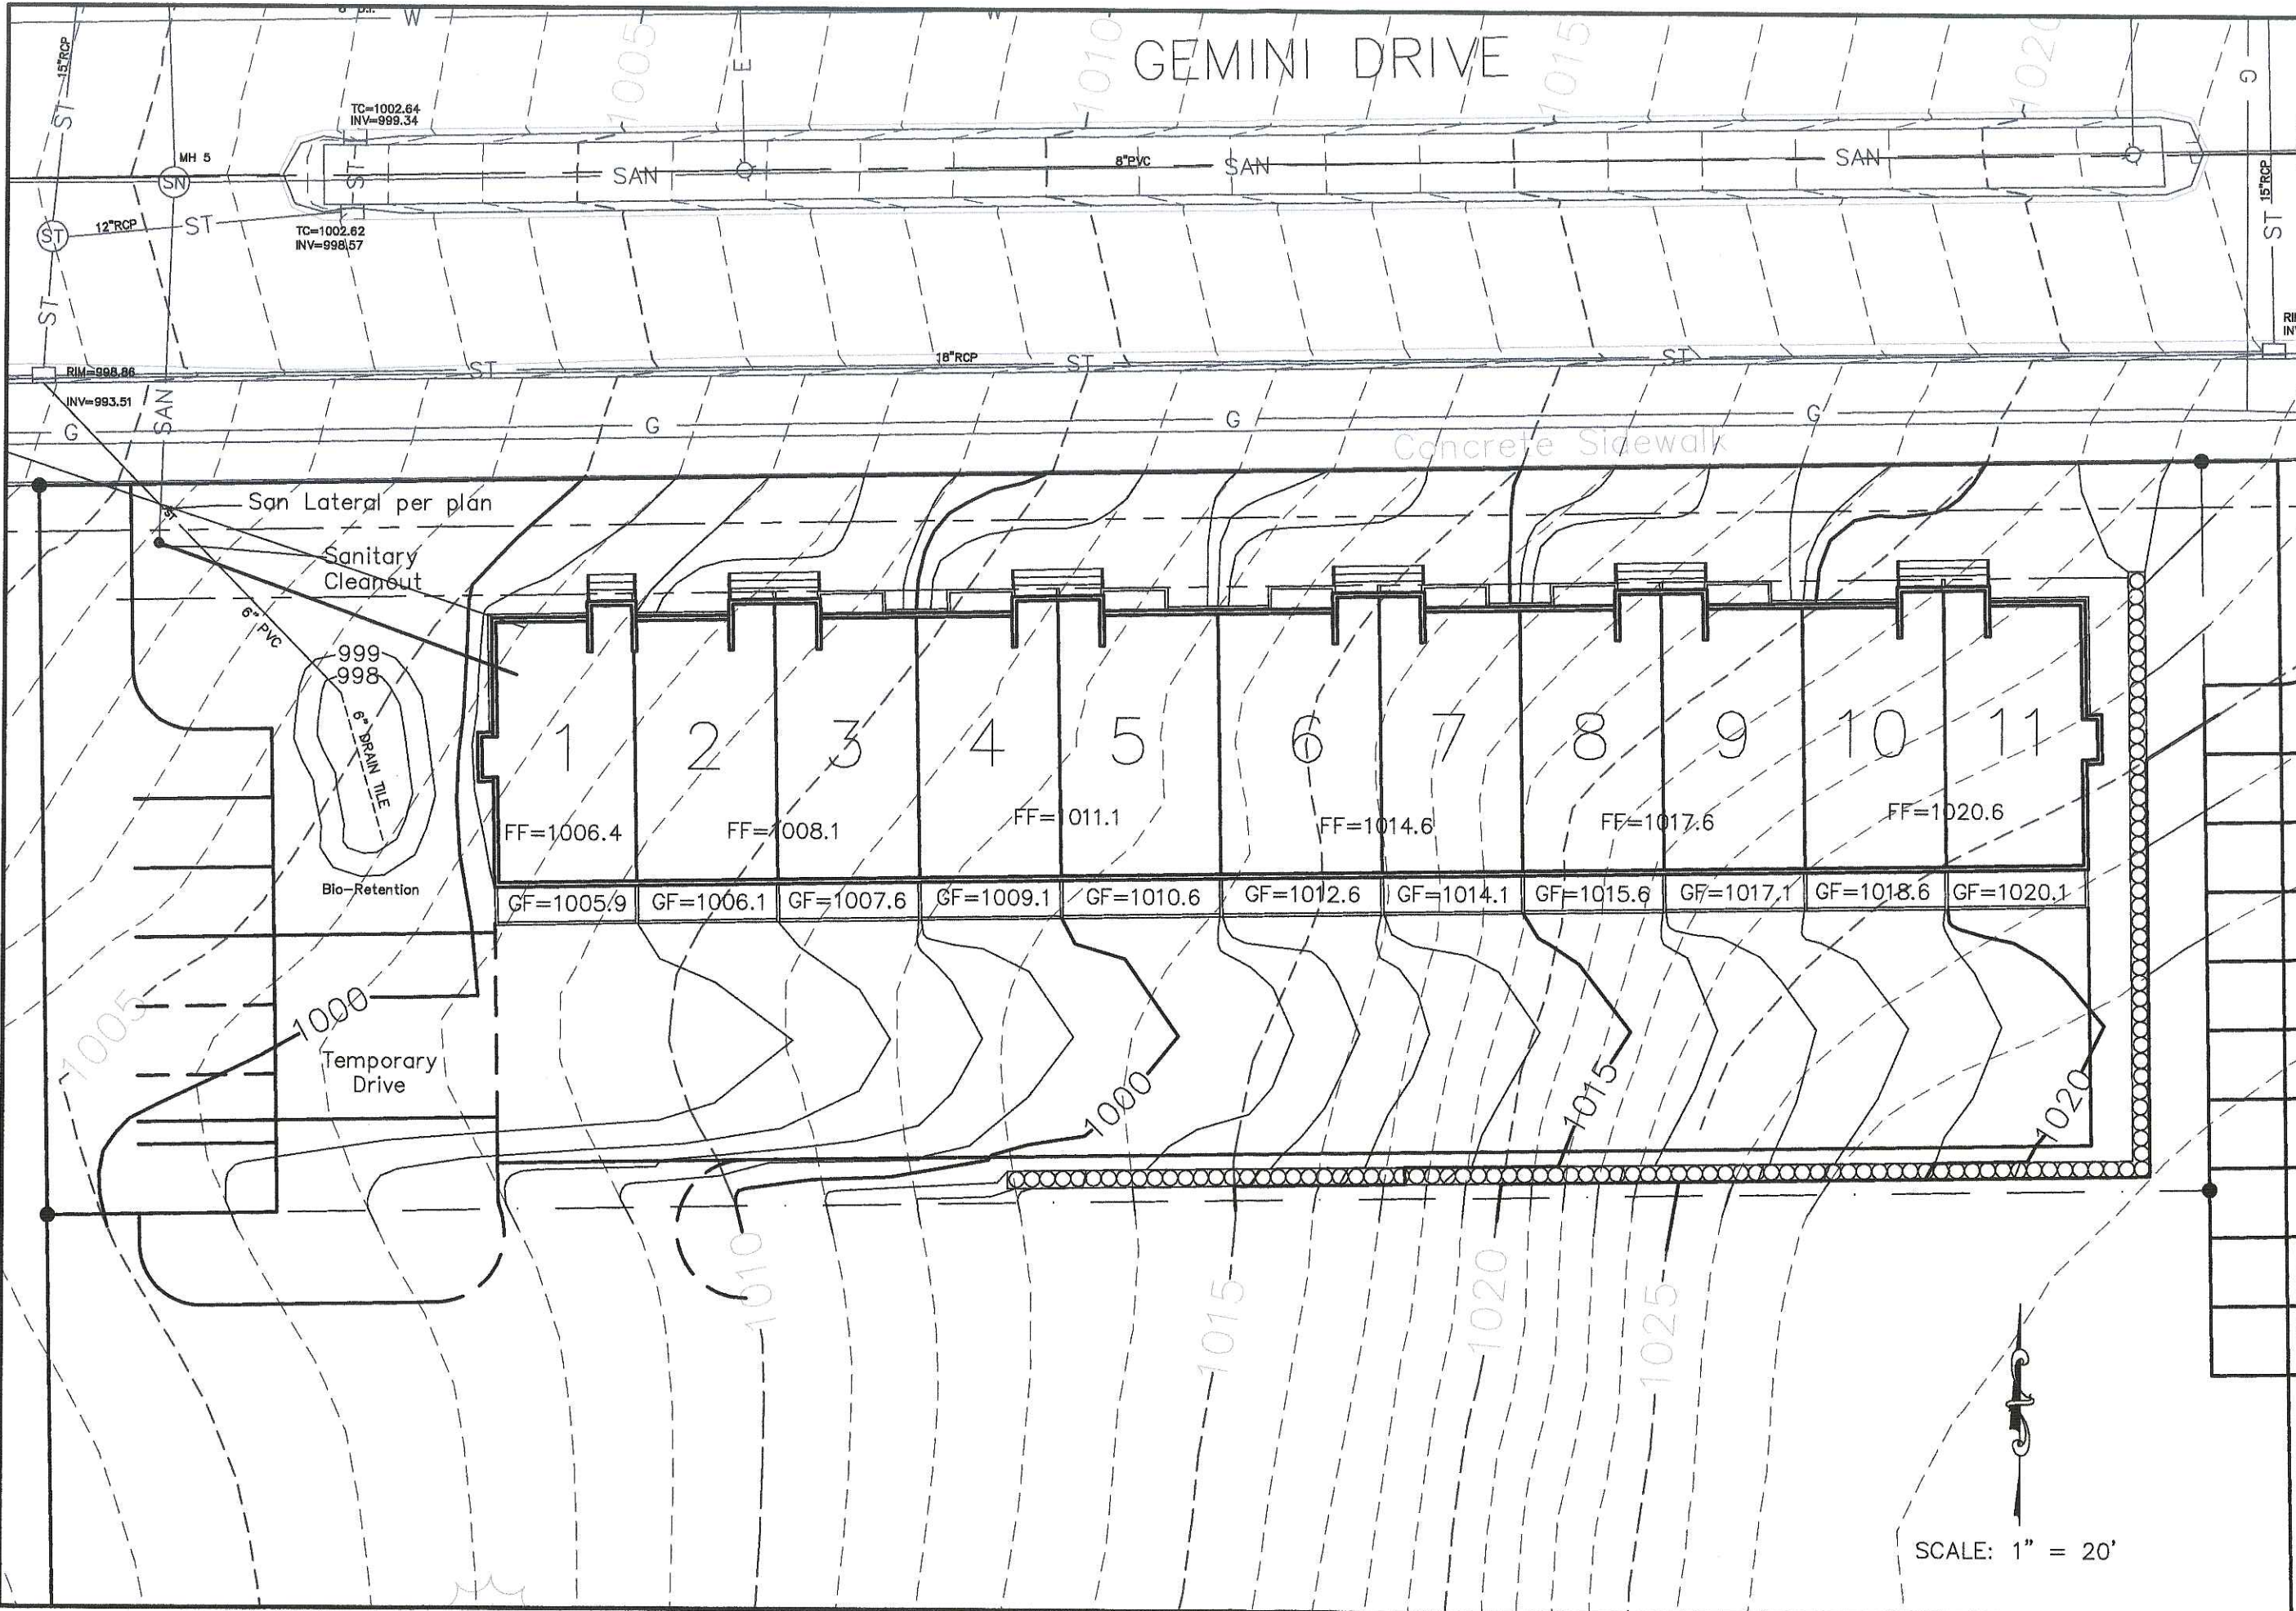 W
W
GEMINI DRIVE
15"RCP
ST
E
1005
1010
1015
1020
G
TC=1002.64
INV=999.34
MH 5
SN
ST
SAN
8"PVC
SAN
SAN
15"RCP
ST
ST
12"RCP
ST
TC=1002.62
INV=998.57
ST
RIM=998.86
ST
18"RCP
ST
ST
INV=993.51
SAN
G
G
G
G
Concrete Sidewalk
San Lateral per plan
ST
Sanitary
Cleanout
6" PVC
999
998
6" DRAIN TILE
Bio-Retention
1
2
3
4
5
6
7
8
9
10
11
FF=1006.4
FF=1008.1
FF=1011.1
FF=1014.6
FF=1017.6
FF=1020.6
GF=1005.9
GF=1006.1
GF=1007.6
GF=1009.1
GF=1010.6
GF=1012.6
GF=1014.1
GF=1015.6
GF=1017.1
GF=1018.6
GF=1020.1
1005
1000
Temporary
Drive
1000
1015
1020
1010
1015
1020
1025
SCALE: 1" = 20'